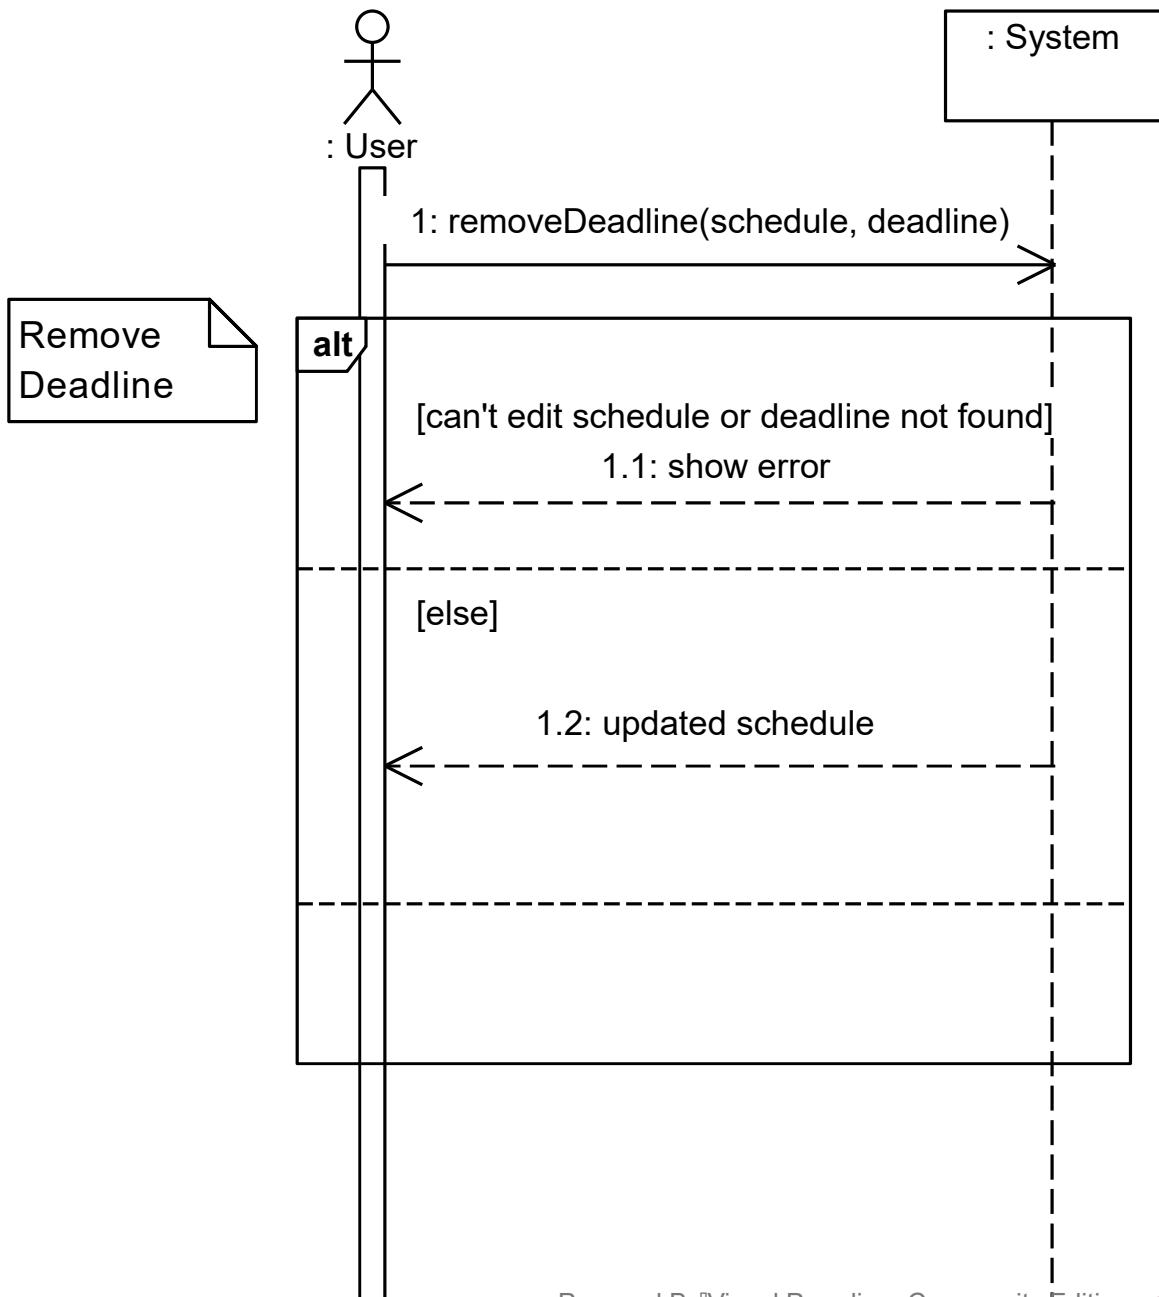 : System
: User
1: removeDeadline(schedule, deadline)
Remove
Deadline
alt
[can't edit schedule or deadline not found]
1.1: show error
[else]
1.2: updated schedule